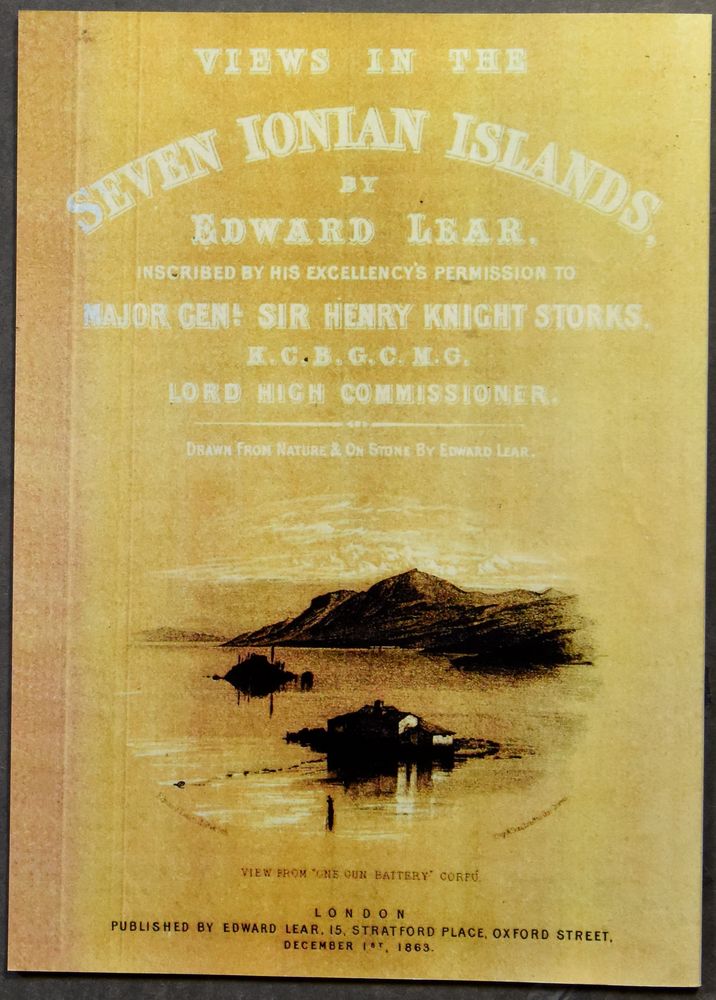 VIEWS IN THE
SEVEN IONIAN ISLANDS,
BY
EDWARD LEAR.
INSCRIBED BY HIS EXCELLENCY'S PERMISSION TO
MAJOR GENL SIR HENRY KNIGHT STORKS.
K.C.B.G.C.M.G.
LORD HIGH COMMISSIONER.
DRAWN FROM NATURE & ON STONE BY EDWARD LEAR.
VIEW FROM "ONE GUN BATTERY" CORFÚ.
LONDON
PUBLISHED BY EDWARD LEAR, 15, STRATFORD PLACE, OXFORD STREET,
DECEMBER 1ST, 1863.